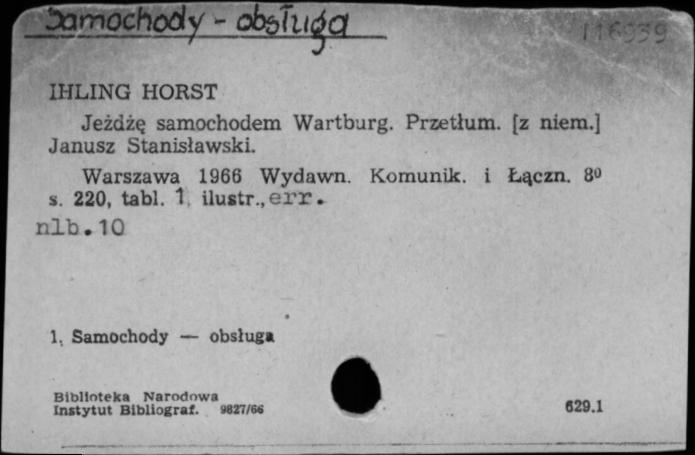 Samochody - obsługa
116939
IHLING HORST
Jeżdżę samochodem Wartburg. Przetłum. [z niem.]
Janusz Stanisławski.
Warszawa 1966 Wydawn. Komunik. i Łączn. 8⁰
s. 220, tabl. 1, ilustr., err.
nlb. 10
1. Samochody — obsługa
Biblioteka Narodowa
Instytut Bibliograf. 9827/66
629.1